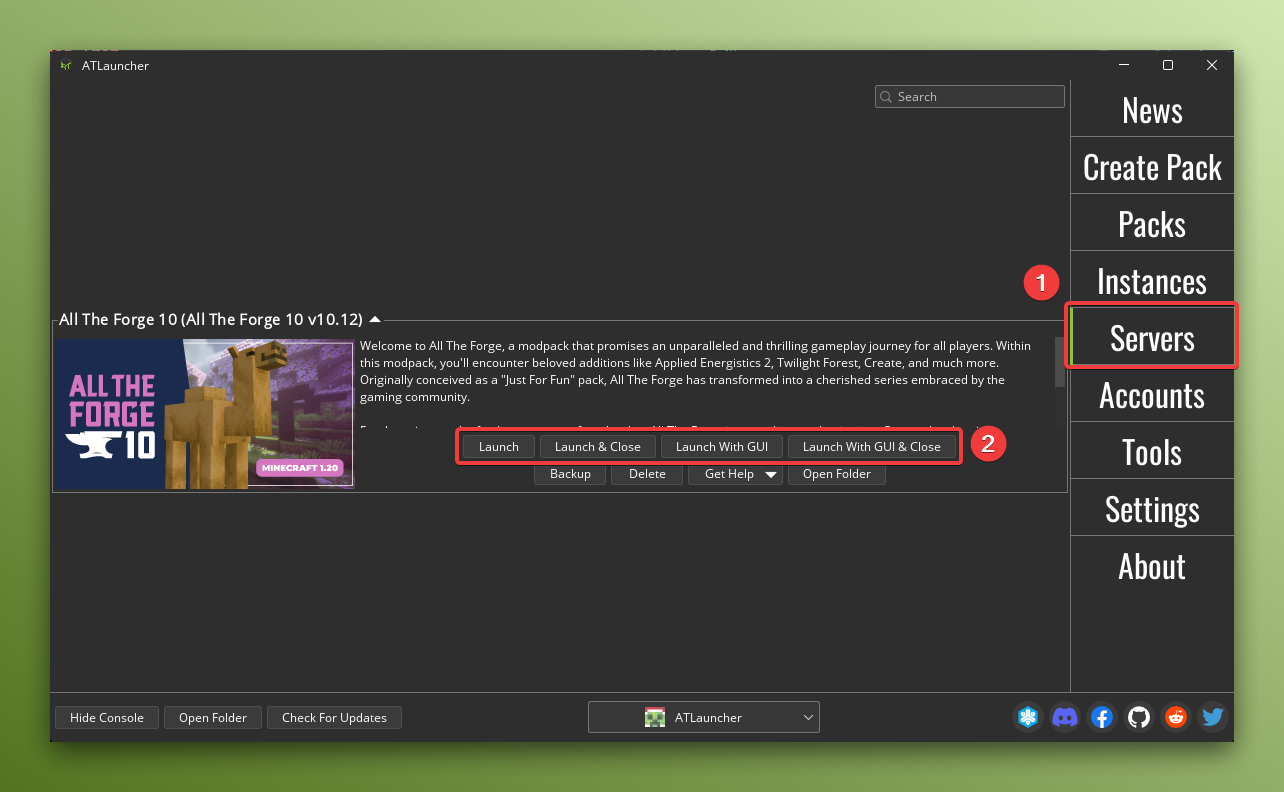 ATLauncher
Search
News
Create Pack
Packs
1
Instances
Servers
Accounts
Tools
Settings
About
All The Forge 10 (All The Forge 10 v10.12)
ALL THE
FORGE
10
MINECRAFT 1.20
Welcome to All The Forge, a modpack that promises an unparalleled and thrilling gameplay journey for all players. Within
this modpack, you'll encounter beloved additions like Applied Energistics 2, Twilight Forest, Create, and much more.
Originally conceived as a "Just For Fun" pack, All The Forge has transformed into a cherished series embraced by the
gaming community.
Launch Launch & Close Launch With GUI Launch With GUI & Close
2
Backup Delete Get Help Open Folder
Hide Console Open Folder Check For Updates ATLauncher